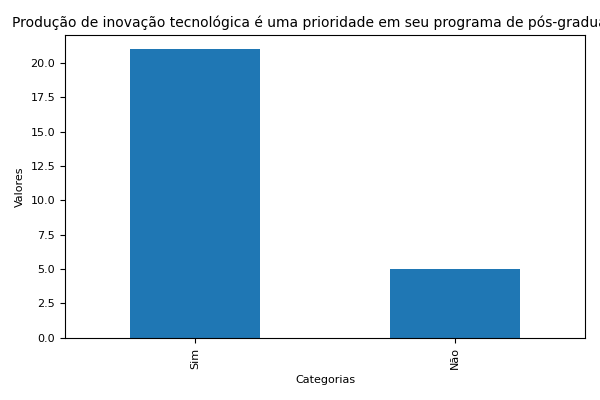 Produção de inovação tecnológica é uma prioridade em seu programa de pós-gradua
20.0
17.5
15.0
12.5
10.0
7.5
5.0
2.5
0.0
Valores
Sim
Não
Categorias